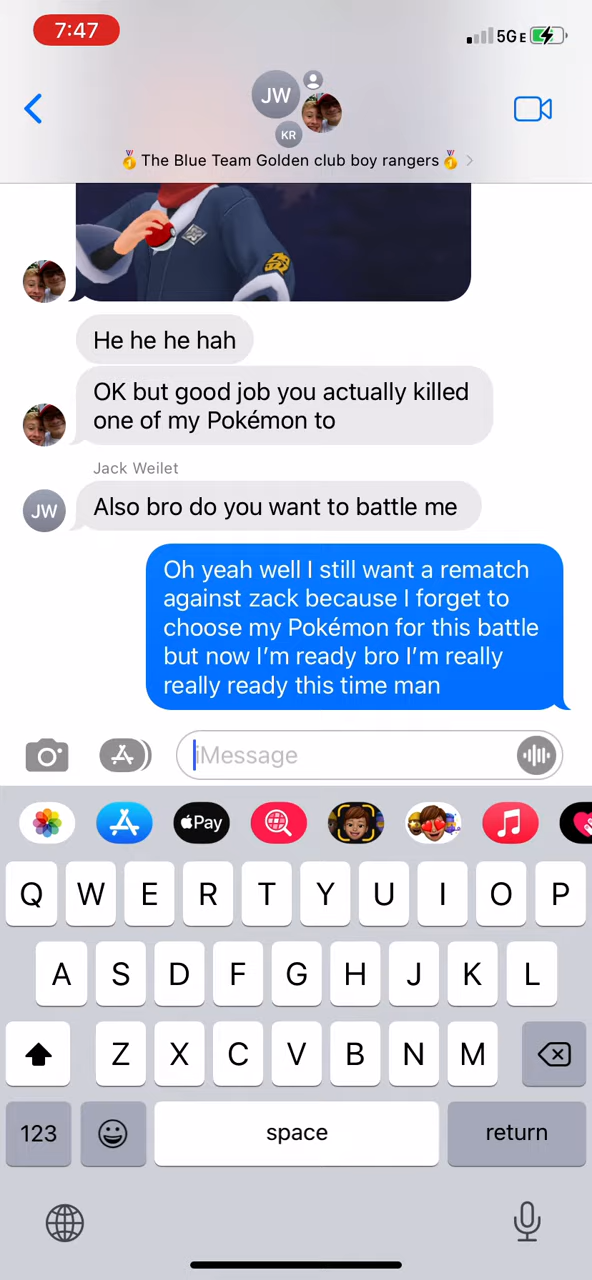 7:47
5GE
JW
KR
🥇The Blue Team Golden club boy rangers🥇
He he he hah
OK but good job you actually killed
one of my Pokémon to
Jack Weilet
JW
Also bro do you want to battle me
Oh yeah well I still want a rematch
against zack because I forget to
choose my Pokémon for this battle
but now I'm ready bro I'm really
really ready this time man
iMessage
Pay
Q W E R T Y U I O P
A S D F G H J K L
Z X C V B N M
123
space
return